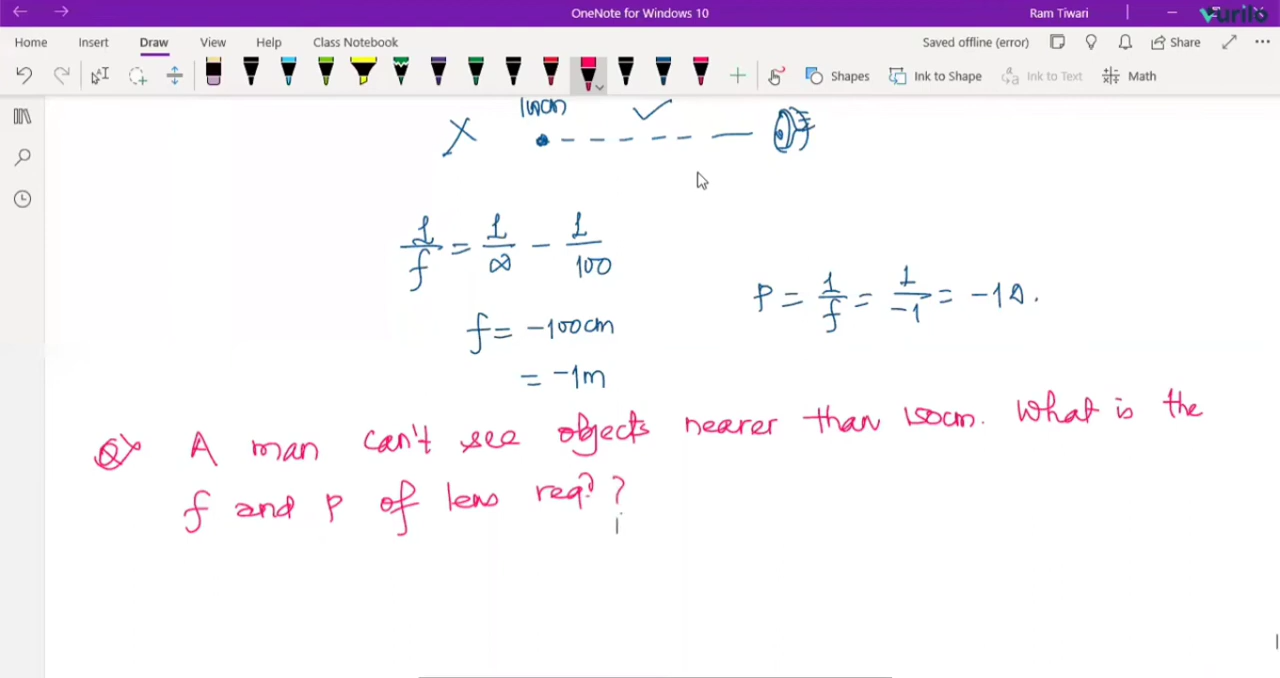 OneNote for Windows 10
Ram Tiwari
Vurilo
Home Insert Draw View Help Class Notebook
Saved offline (error) Share
Shapes Ink to Shape Ink to Text Math
100cm
1/f = 1/∞ - 1/100
P = 1/f = 1/-1 = -1D.
f = -100cm
= -1m
Q A man can't see objects nearer than 150cm. What is the
f and P of lens req?